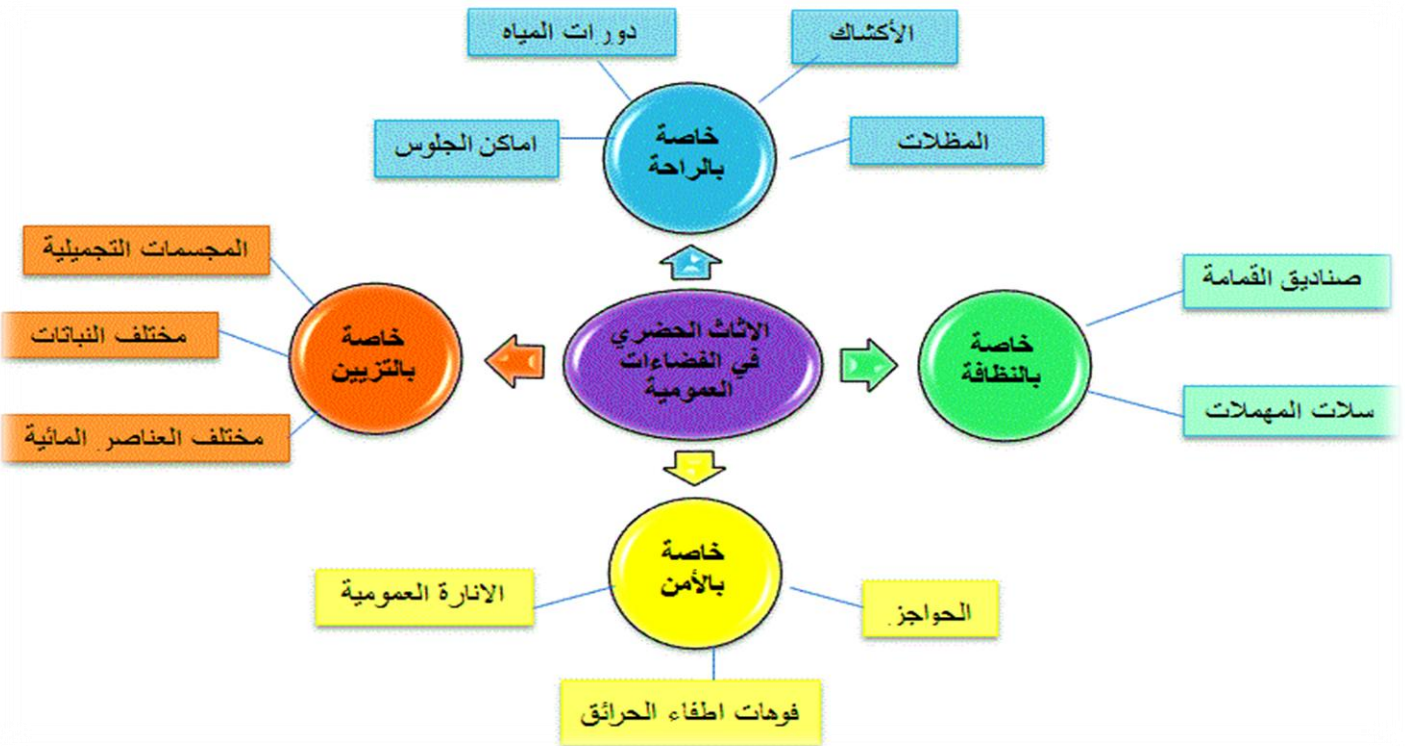 الأكشاك
دورات المياه
المظلات
خاصة
بالراحة
اماكن الجلوس
صناديق القمامة
المجسمات التجميلية
خاصة
بالنظافة
الاثاث الحضري
في الفضاءات
العمومية
خاصة
بالتزيين
مختلف النباتات
سلات المهملات
مختلف العناصر المائية
خاصة
بالأمن
الحواجز
الانارة العمومية
فوهات اطفاء الحرائق